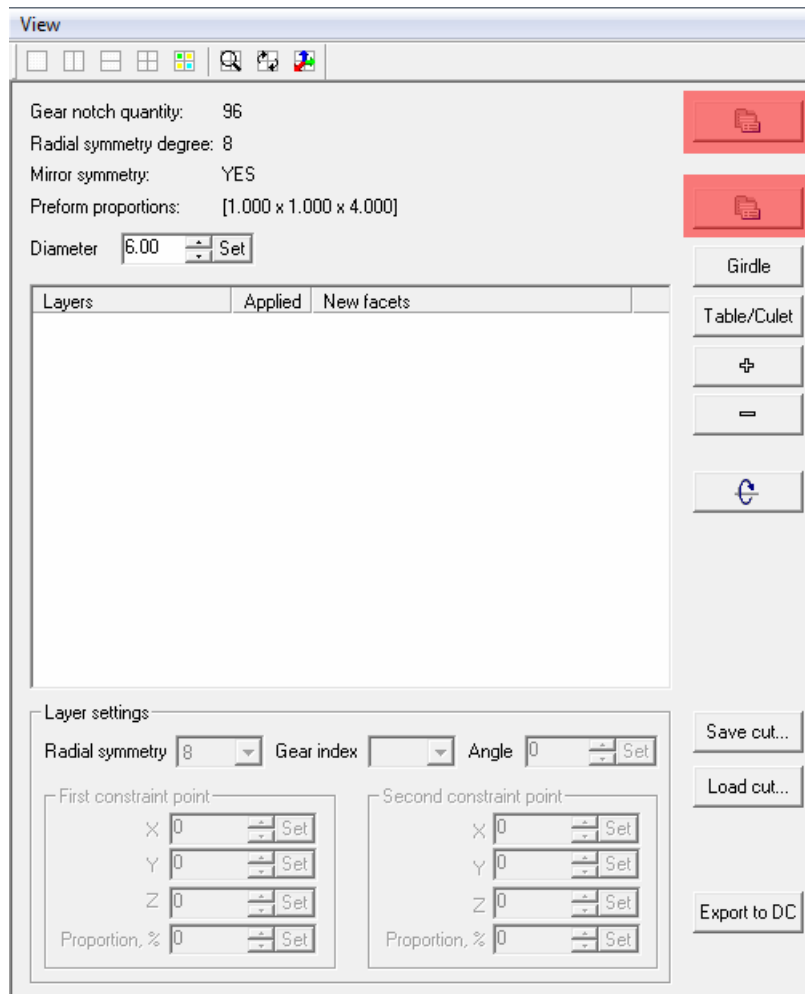 View
Gear notch quantity: 96
Radial symmetry degree: 8
Mirror symmetry: YES
Preform proportions: [1.000 x 1.000 x 4.000]
Diameter 6.00 Set
Girdle
Layers Applied New facets
Table/Culet
Layer settings
Radial symmetry 8 Gear index Angle 0 Set
Save cut...
Load cut...
First constraint point Second constraint point
X 0 Set X 0 Set
Y 0 Set Y 0 Set
Z 0 Set Z 0 Set
Export to DC
Proportion, % 0 Set Proportion, % 0 Set